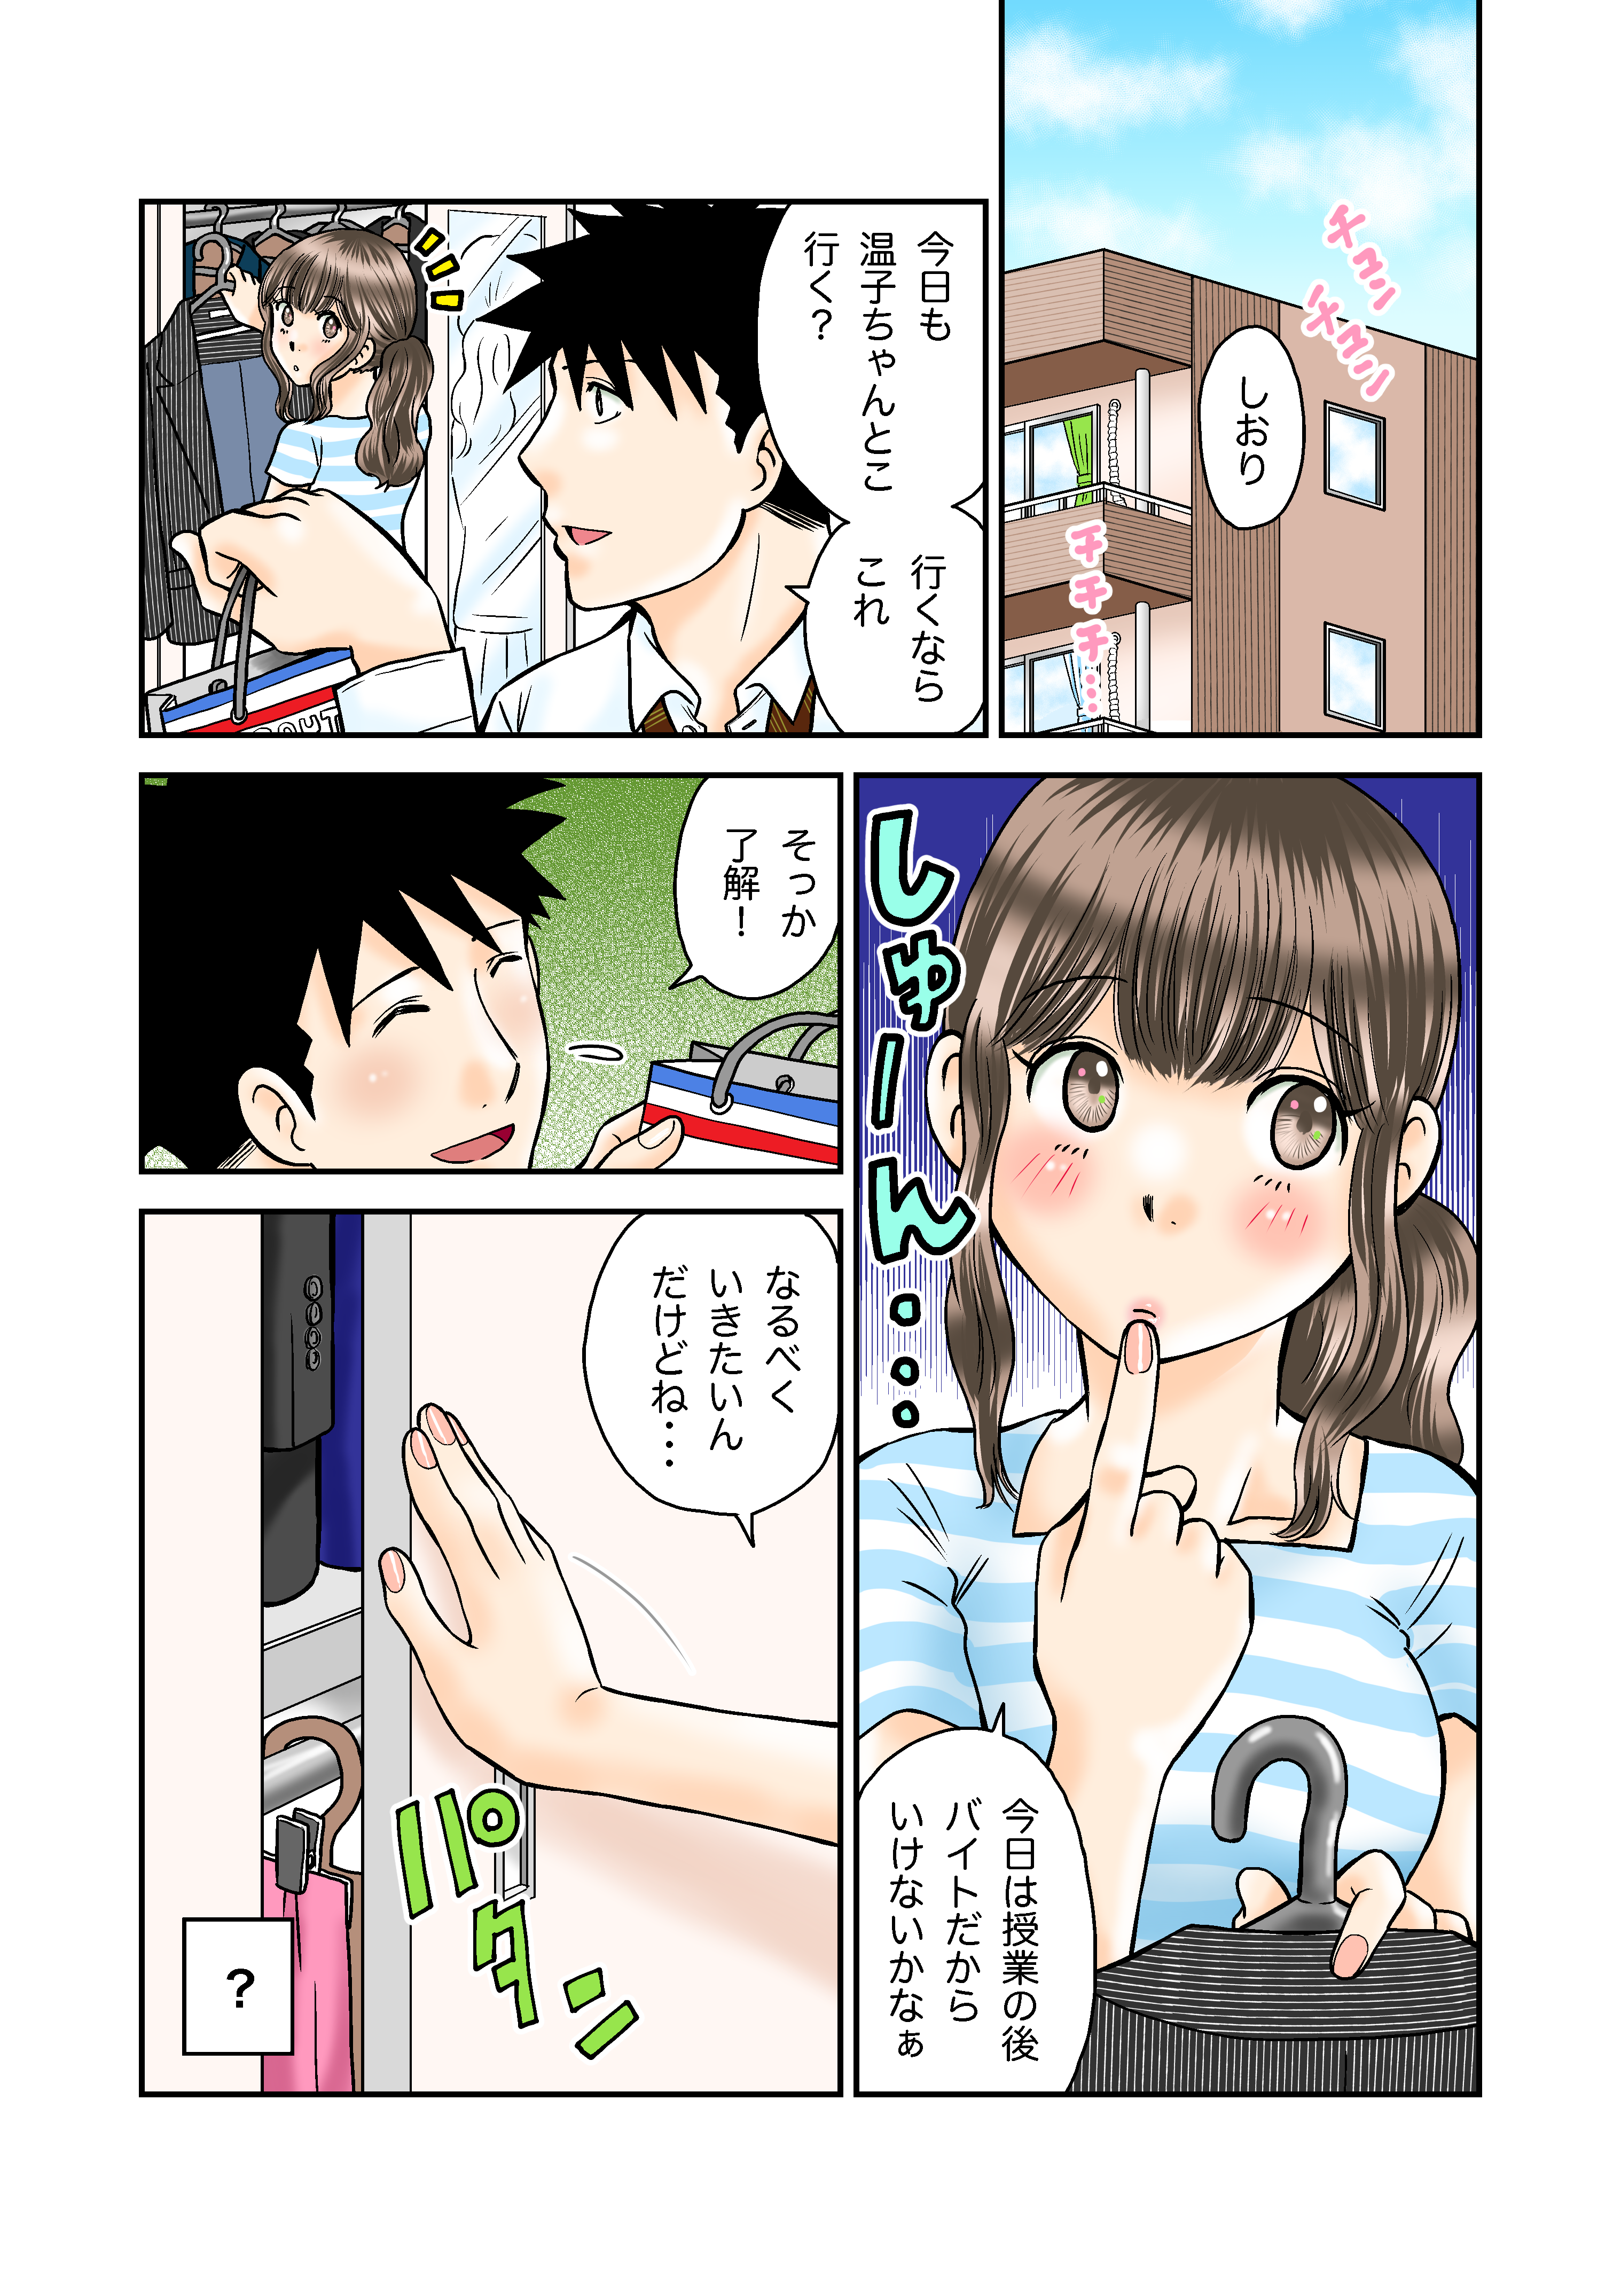 チュン
チュン
しおり
チチチ…
今日も
温子ちゃんとこ
行く？
行くなら
これ
しゅーん…
今日は授業の後
バイトだから
いけないかなぁ
そっか
了解！
なるべく
いきたいん
だけどね…
パタン
？